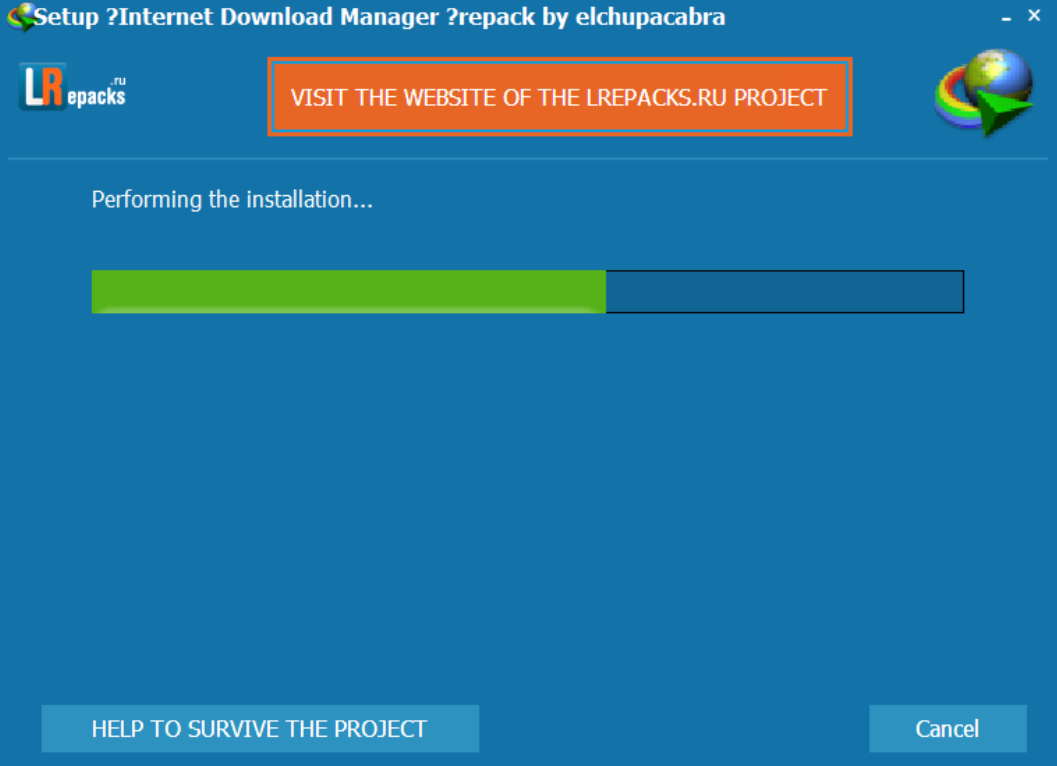 Setup ?Internet Download Manager ?repack by elchupacabra
LRepacks.ru
VISIT THE WEBSITE OF THE LREPACKS.RU PROJECT
Performing the installation...
HELP TO SURVIVE THE PROJECT
Cancel